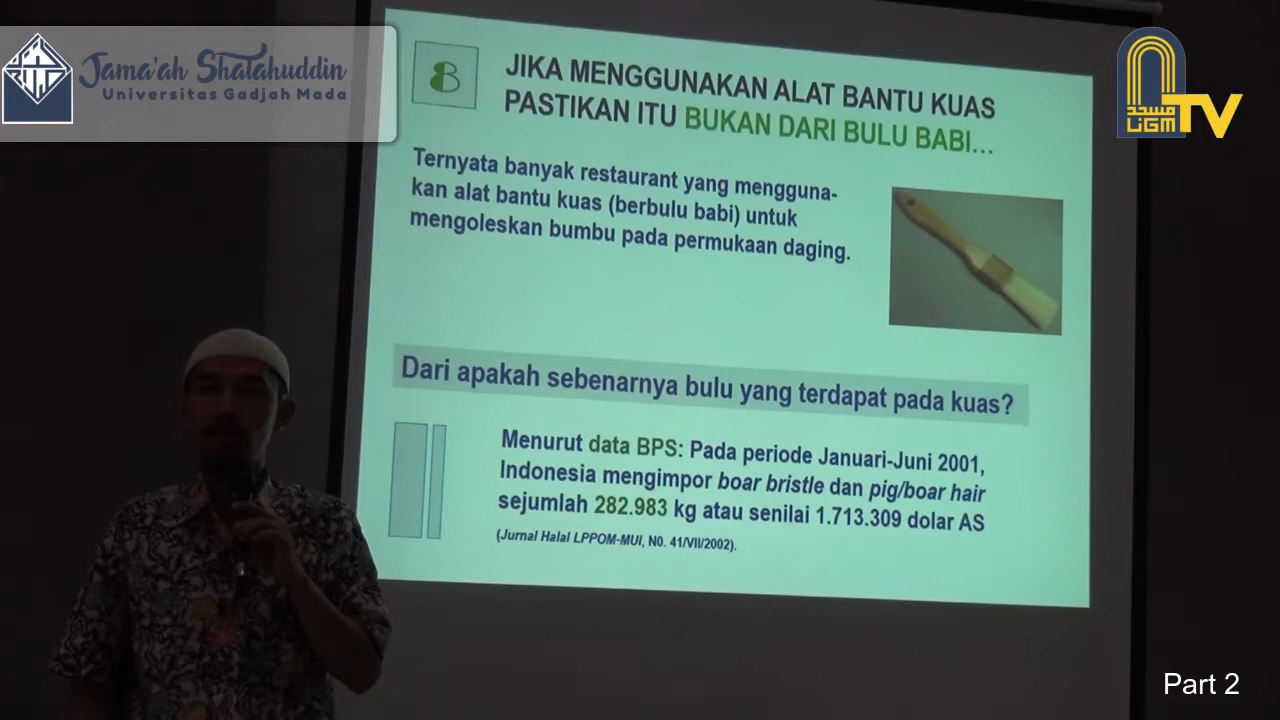 Jama'ah Shalahuddin
Universitas Gadjah Mada
مسجد
UGM
TV
8
JIKA MENGGUNAKAN ALAT BANTU KUAS
PASTIKAN ITU BUKAN DARI BULU BABI...
Ternyata banyak restaurant yang mengguna-
kan alat bantu kuas (berbulu babi) untuk
mengoleskan bumbu pada permukaan daging.
Dari apakah sebenarnya bulu yang terdapat pada kuas?
Menurut data BPS: Pada periode Januari-Juni 2001,
Indonesia mengimpor boar bristle dan pig/boar hair
sejumlah 282.983 kg atau senilai 1.713.309 dolar AS
(Jurnal Halal LPPOM-MUI, N0. 41/VII/2002).
Part 2